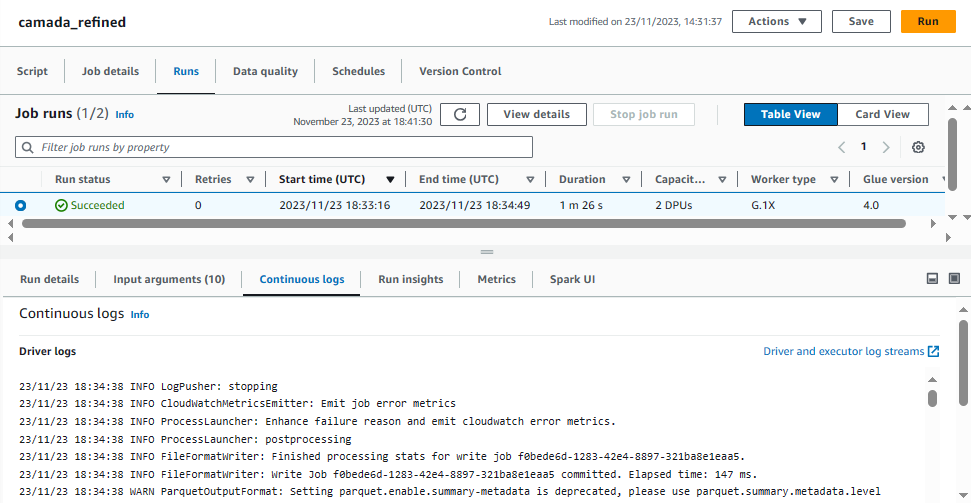 camada_refined
Last modified on 23/11/2023, 14:31:37
Actions
Save
Run
Script
Job details
Runs
Data quality
Schedules
Version Control
Job runs (1/2) Info
Last updated (UTC)
November 23, 2023 at 18:41:30
View details
Stop job run
Table View
Card View
Filter job runs by property
1
Run status
Retries
Start time (UTC)
End time (UTC)
Duration
Capacit...
Worker type
Glue version
Succeeded
0
2023/11/23 18:33:16
2023/11/23 18:34:49
1 m 26 s
2 DPUs
G.1X
4.0
Run details
Input arguments (10)
Continuous logs
Run insights
Metrics
Spark UI
Continuous logs Info
Driver logs
Driver and executor log streams
23/11/23 18:34:38 INFO LogPusher: stopping
23/11/23 18:34:38 INFO CloudWatchMetricsEmitter: Emit job error metrics
23/11/23 18:34:38 INFO ProcessLauncher: Enhance failure reason and emit cloudwatch error metrics.
23/11/23 18:34:38 INFO ProcessLauncher: postprocessing
23/11/23 18:34:38 INFO FileFormatWriter: Finished processing stats for write job f0bede6d-1283-42e4-8897-321ba8e1eaa5.
23/11/23 18:34:38 INFO FileFormatWriter: Write Job f0bede6d-1283-42e4-8897-321ba8e1eaa5 committed. Elapsed time: 147 ms.
23/11/23 18:34:38 WARN ParquetOutputFormat: Setting parquet.enable.summary-metadata is deprecated, please use parquet.summary.metadata.level